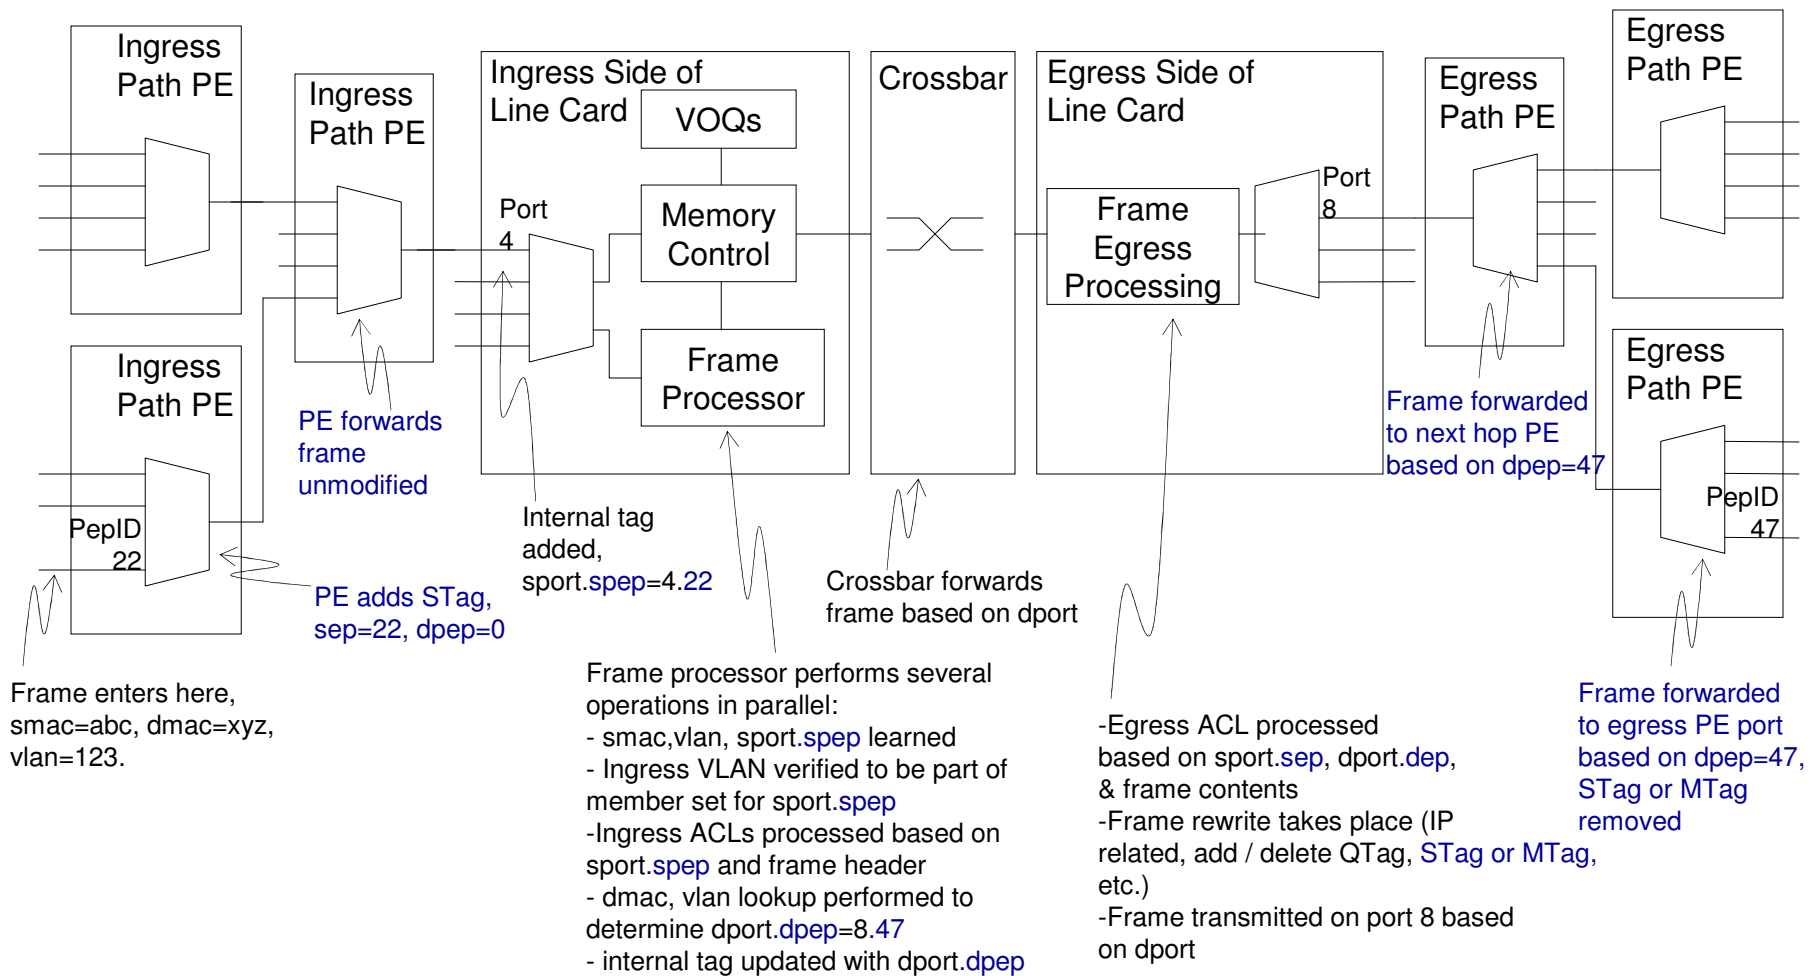 Ingress
Path PE
Ingress
Path PE
Ingress Side of
Line Card
VOQs
Port
4
Memory
Control
Frame
Processor
Crossbar
Egress Side of
Line Card
Frame
Egress
Processing
Port
8
Egress
Path PE
Egress
Path PE
Ingress
Path PE
PepID
22
PE forwards
frame
unmodified
Internal tag
added,
sport.spep=4.22
PE adds STag,
sep=22, dpep=0
Frame enters here,
smac=abc, dmac=xyz,
vlan=123.
Crossbar forwards
frame based on dport
Frame processor performs several
operations in parallel:
- smac,vlan, sport.spep learned
- Ingress VLAN verified to be part of
member set for sport.spep
-Ingress ACLs processed based on
sport.spep and frame header
- dmac, vlan lookup performed to
determine dport.dpep=8.47
- internal tag updated with dport.dpep
-Egress ACL processed
based on sport.sep, dport.dep,
& frame contents
-Frame rewrite takes place (IP
related, add / delete QTag, STag or MTag,
etc.)
-Frame transmitted on port 8 based
on dport
Frame forwarded
to next hop PE
based on dpep=47
Egress
Path PE
PepID
47
Frame forwarded
to egress PE port
based on dpep=47,
STag or MTag
removed